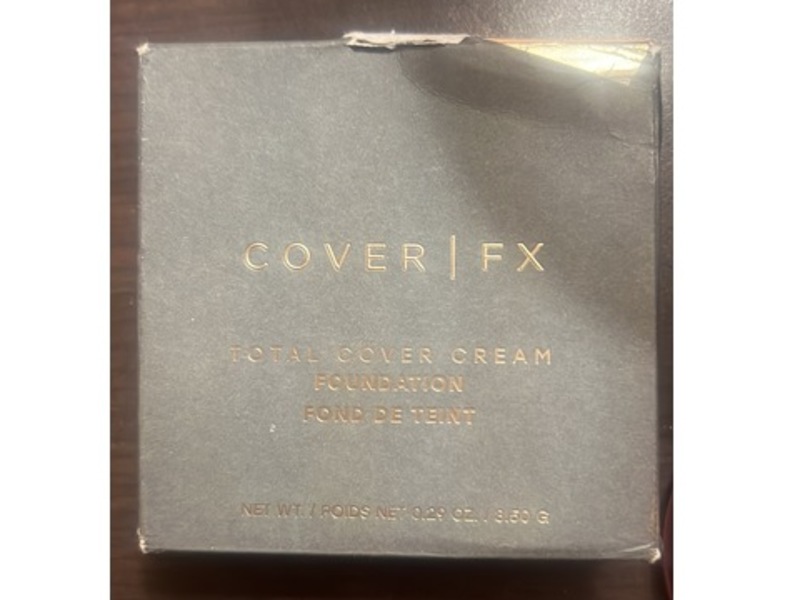 COVER | FX
TOTAL COVER CREAM
FOUNDATION
FOND DE TEINT
NET WT. / POIDS NET 0.29 OZ. / 8.50 G